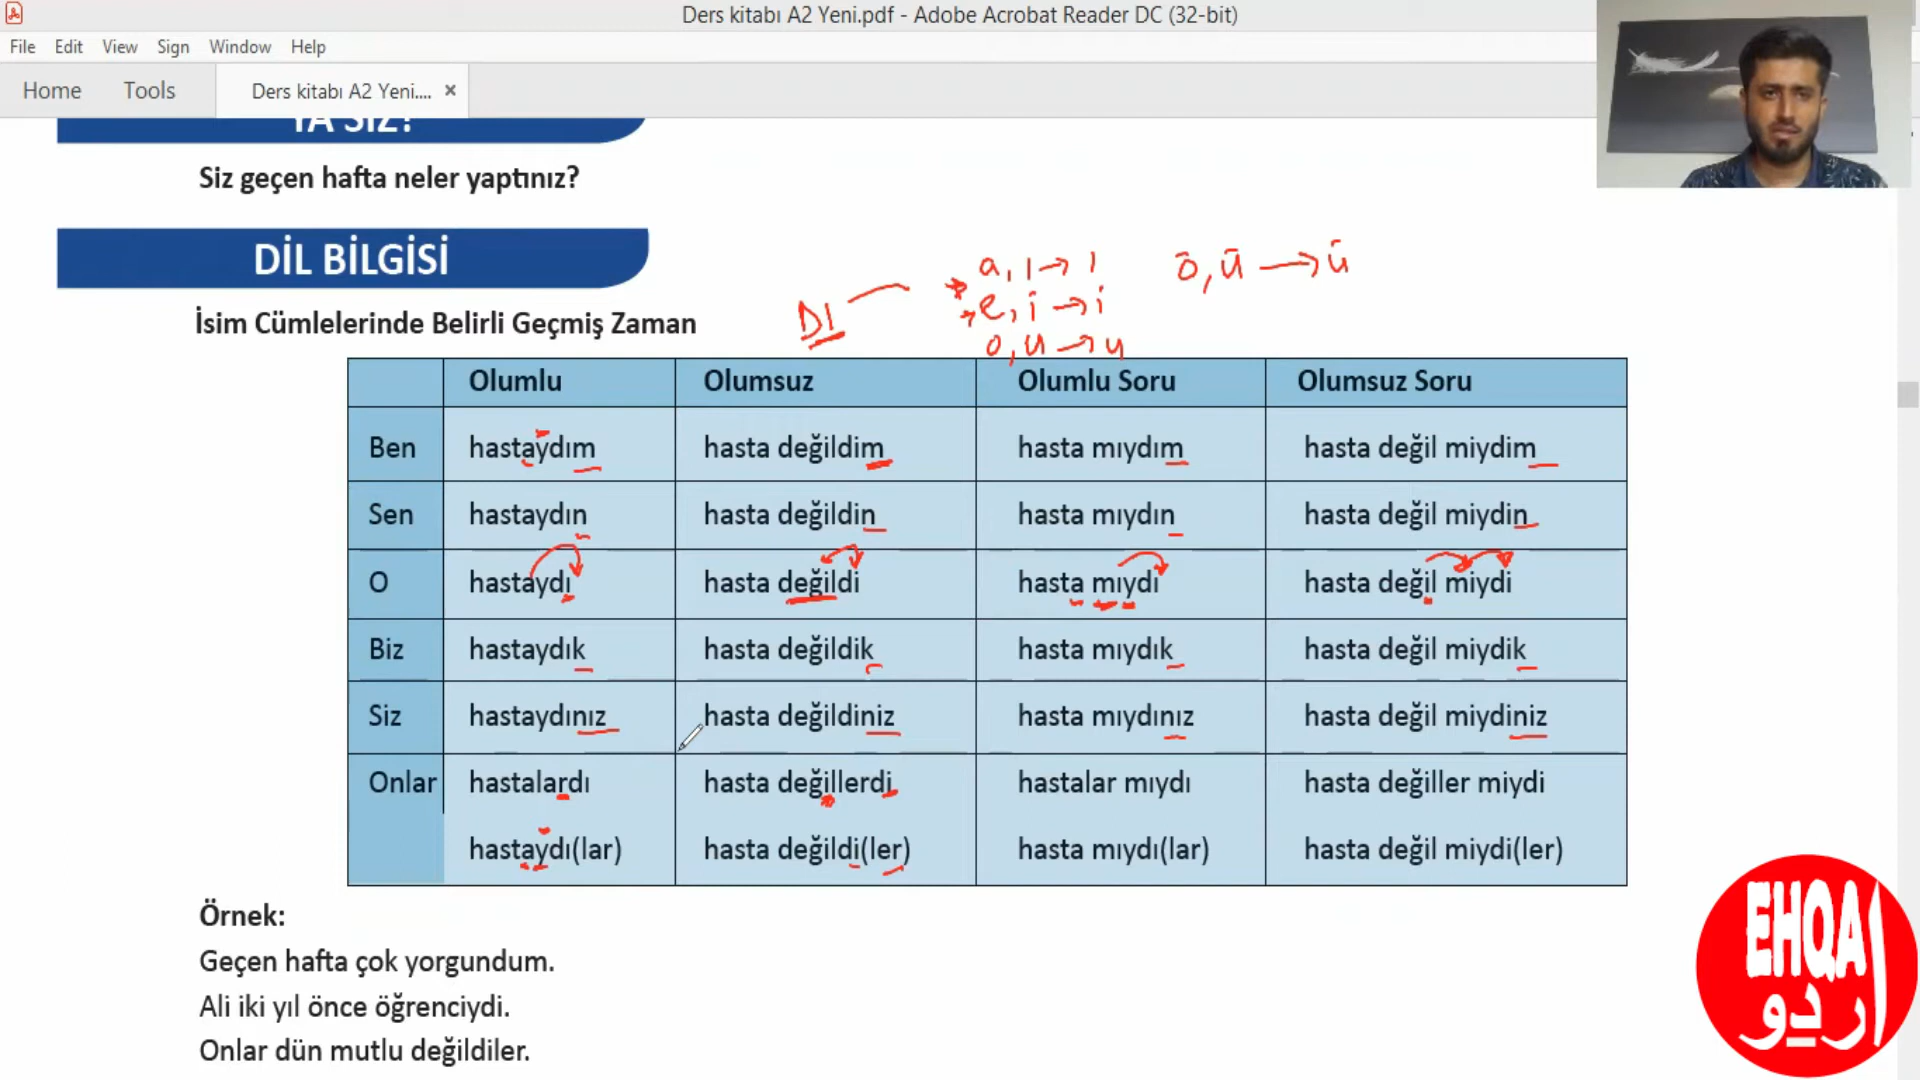 Ders kitabı A2 Yeni.pdf - Adobe Acrobat Reader DC (32-bit)
File Edit View Sign Window Help
Home Tools Ders kitabı A2 Yeni.... ×
YA SİZ?
Siz geçen hafta neler yaptınız?
DİL BİLGİSİ
a, ı → ı ö, ü → ü
e, i → i
DI
o, u → u
İsim Cümlelerinde Belirli Geçmiş Zaman
Olumlu Olumsuz Olumlu Soru Olumsuz Soru
Ben hastaydım hasta değildim hasta mıydım hasta değil miydim
Sen hastaydın hasta değildin hasta mıydın hasta değil miydin
O hastaydı hasta değildi hasta mıydı hasta değil miydi
Biz hastaydık hasta değildik hasta mıydık hasta değil miydik
Siz hastaydınız hasta değildiniz hasta mıydınız hasta değil miydiniz
Onlar hastalardı hasta değillerdi hastalar mıydı hasta değiller miydi
hastaydı(lar) hasta değildi(ler) hasta mıydı(lar) hasta değil miydi(ler)
Örnek:
Geçen hafta çok yorgundum.
Ali iki yıl önce öğrenciydi.
Onlar dün mutlu değildiler.
EHQA
اردو